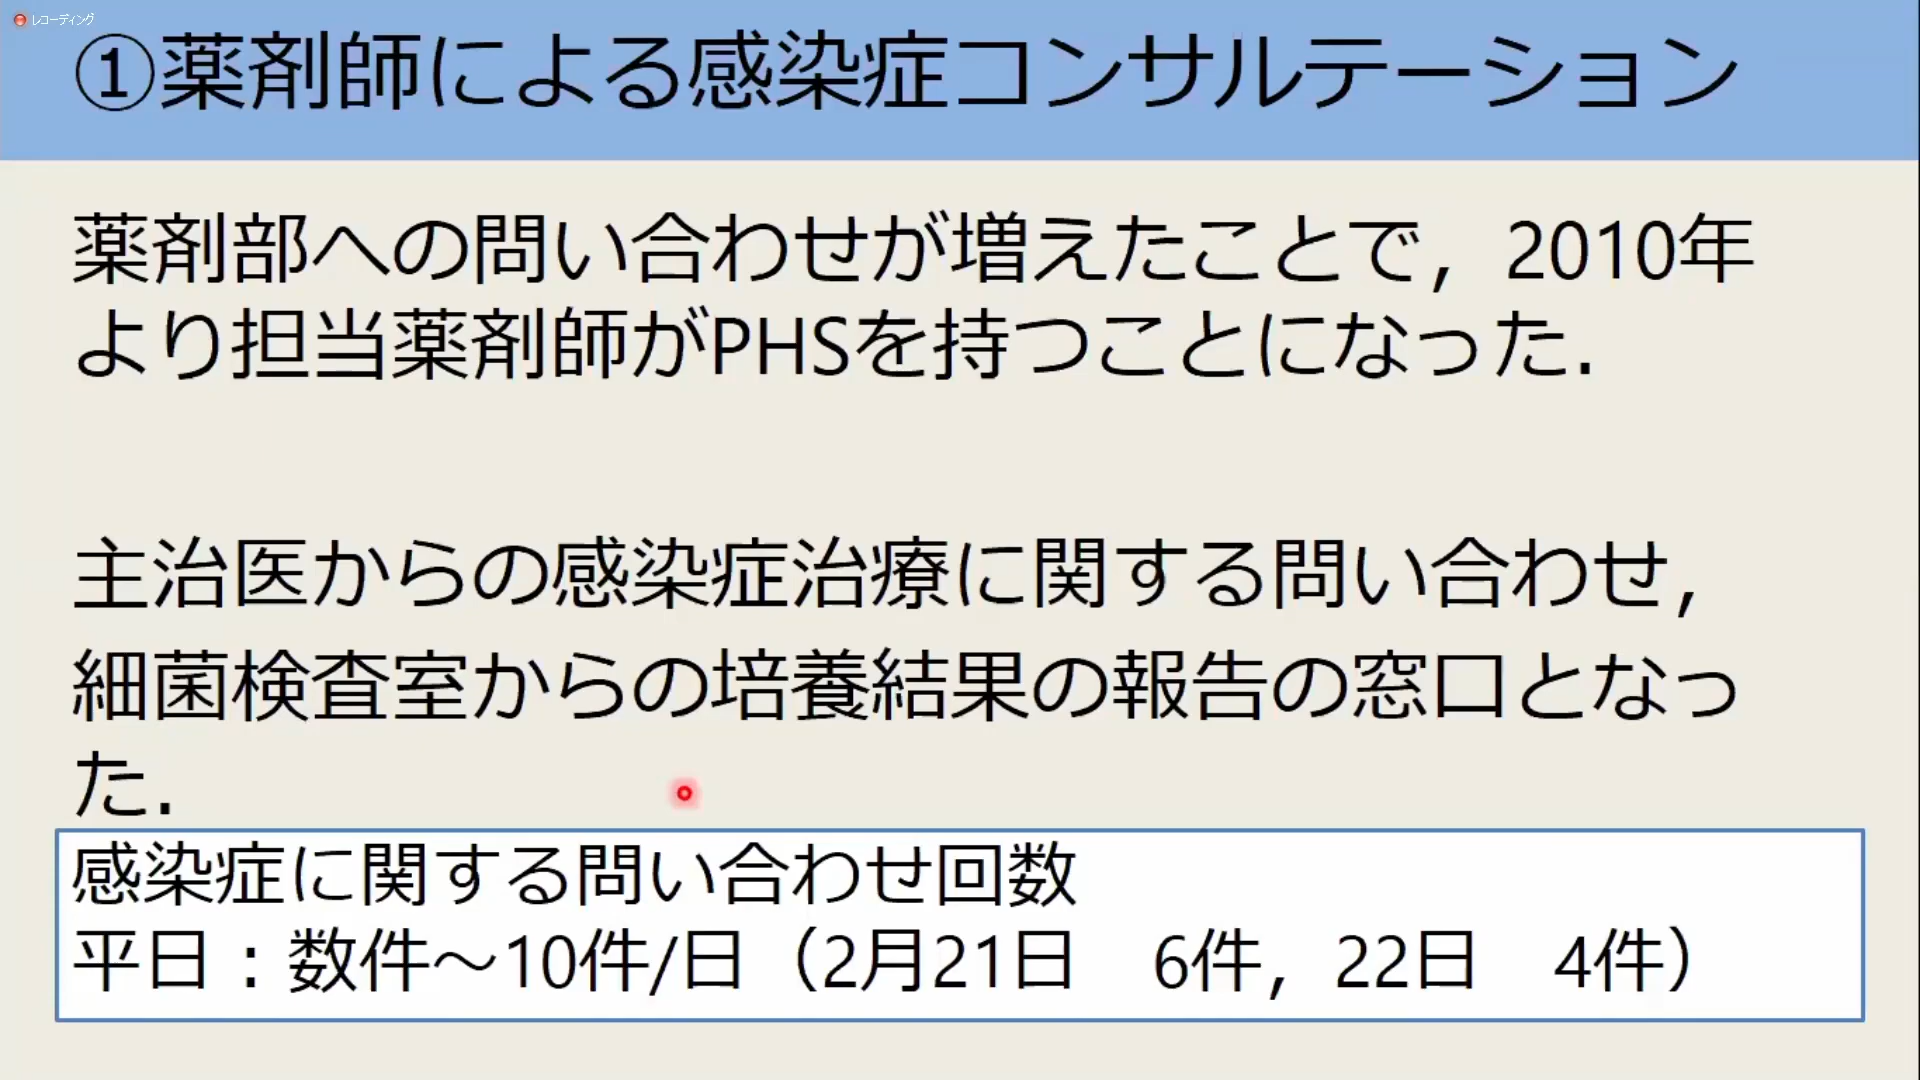 レコーディング
①薬剤師による感染症コンサルテーション
薬剤部への問い合わせが増えたことで，2010年
より担当薬剤師がPHSを持つことになった．
主治医からの感染症治療に関する問い合わせ，
細菌検査室からの培養結果の報告の窓口となっ
た．
感染症に関する問い合わせ回数
平日：数件～10件/日（2月21日　6件，22日　4件）